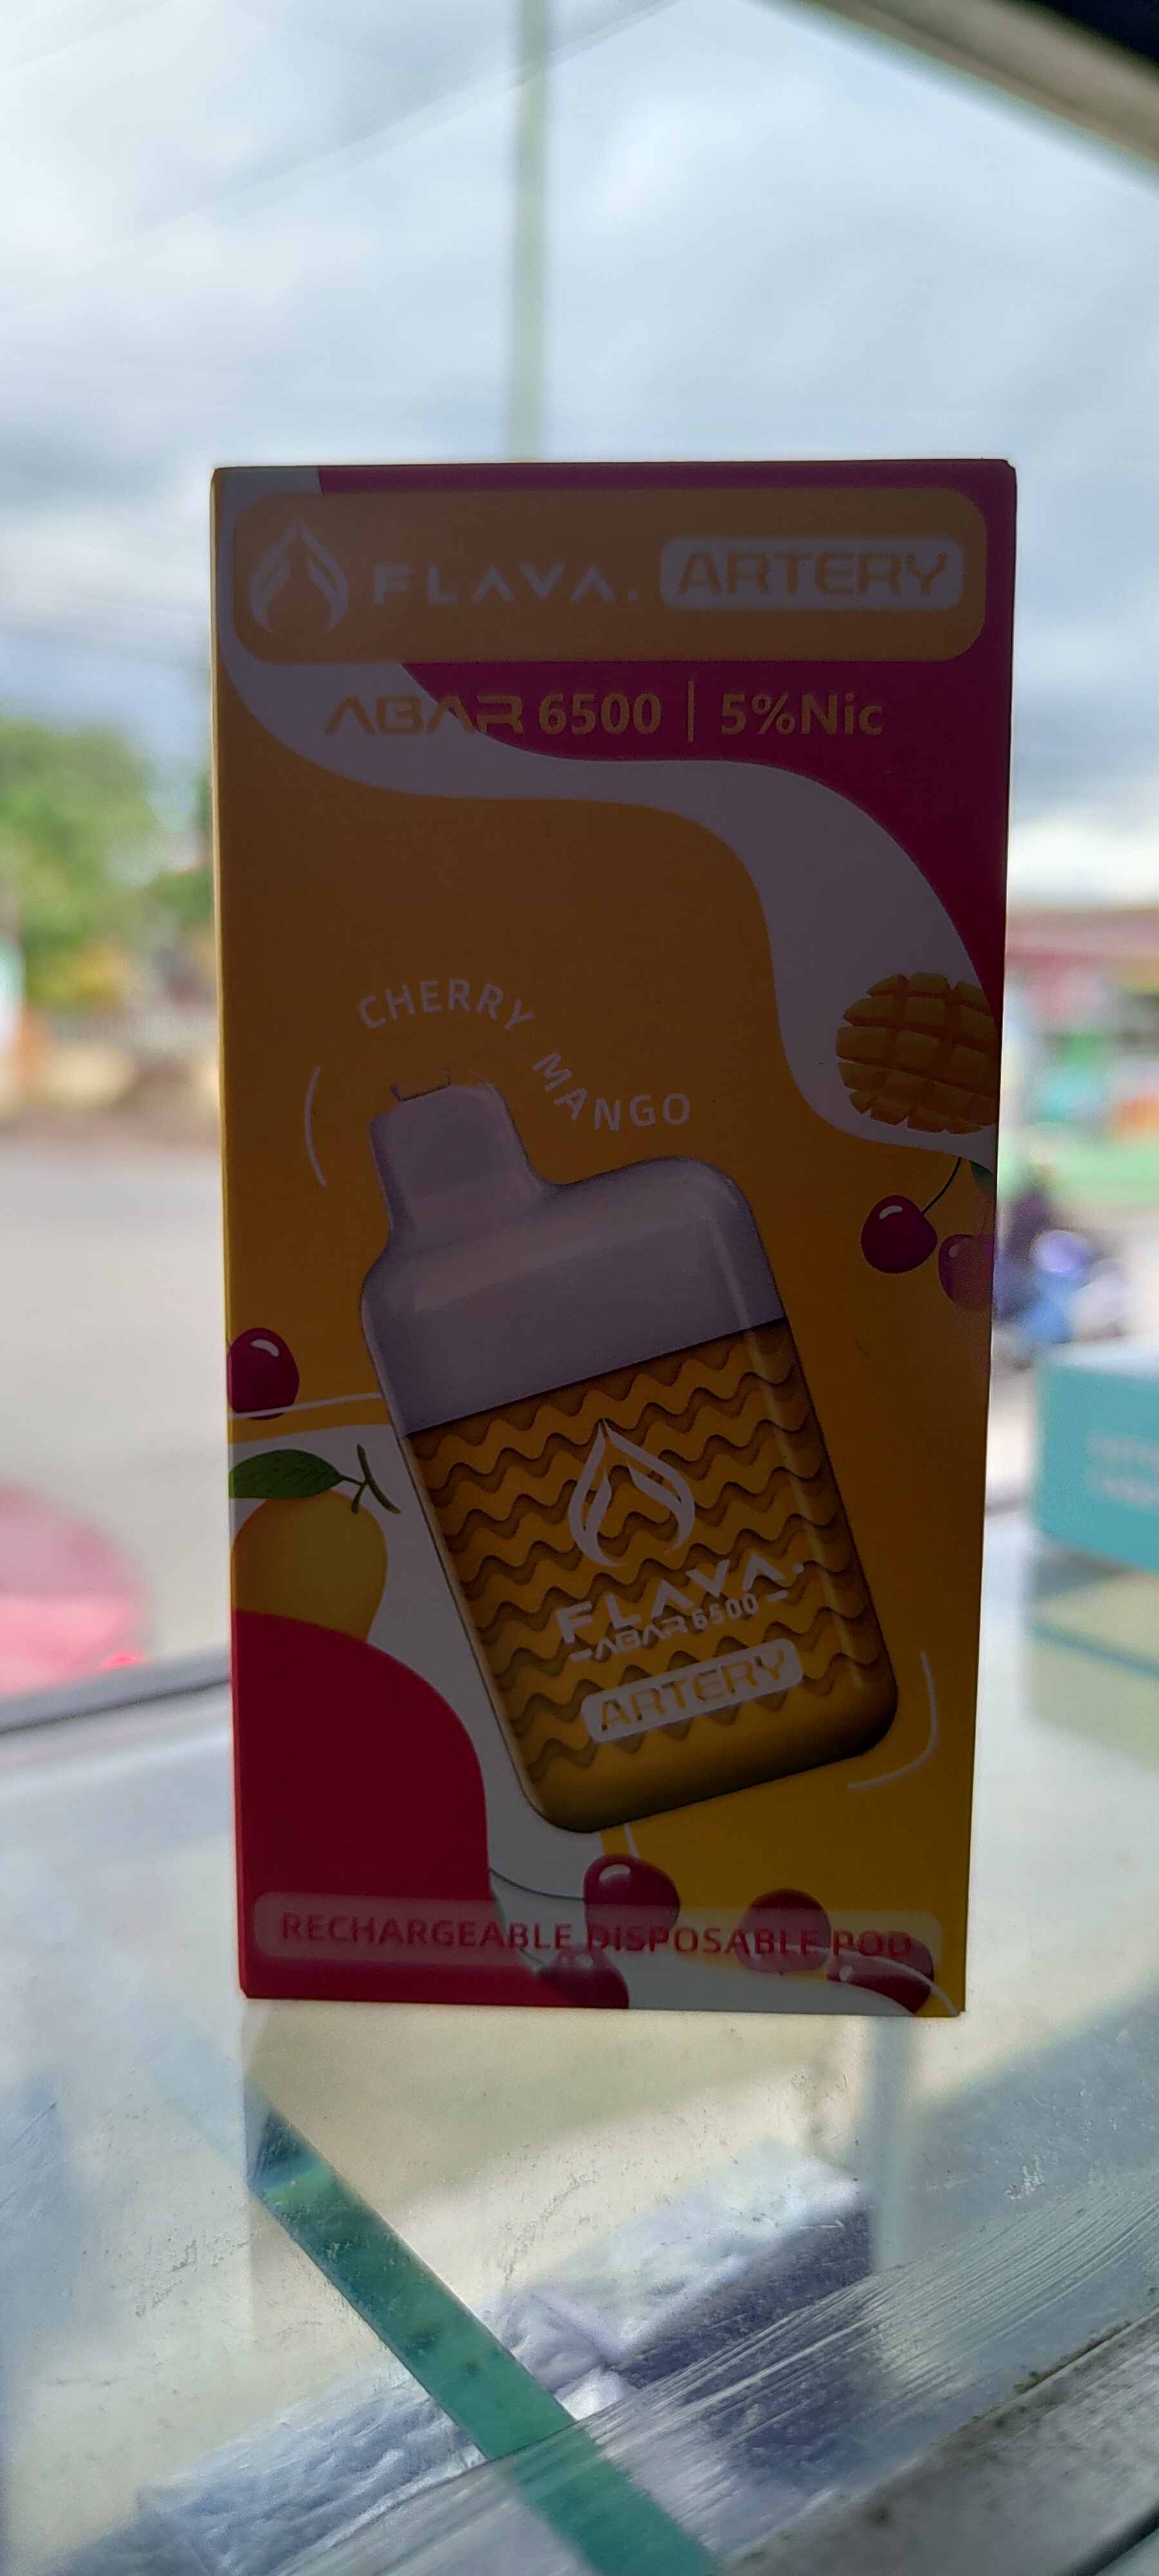 FLAVA. ARTERY
ABAR 6500 | 5%Nic
CHERRY MANGO
FLAVA.
-ABAR 6500-
ARTERY
RECHARGEABLE DISPOSABLE POD